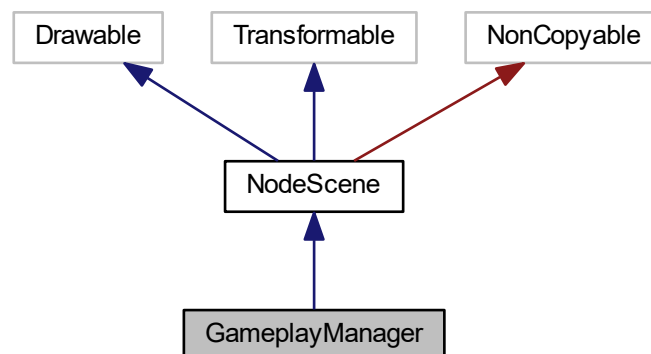 Drawable
Transformable
NonCopyable
NodeScene
GameplayManager